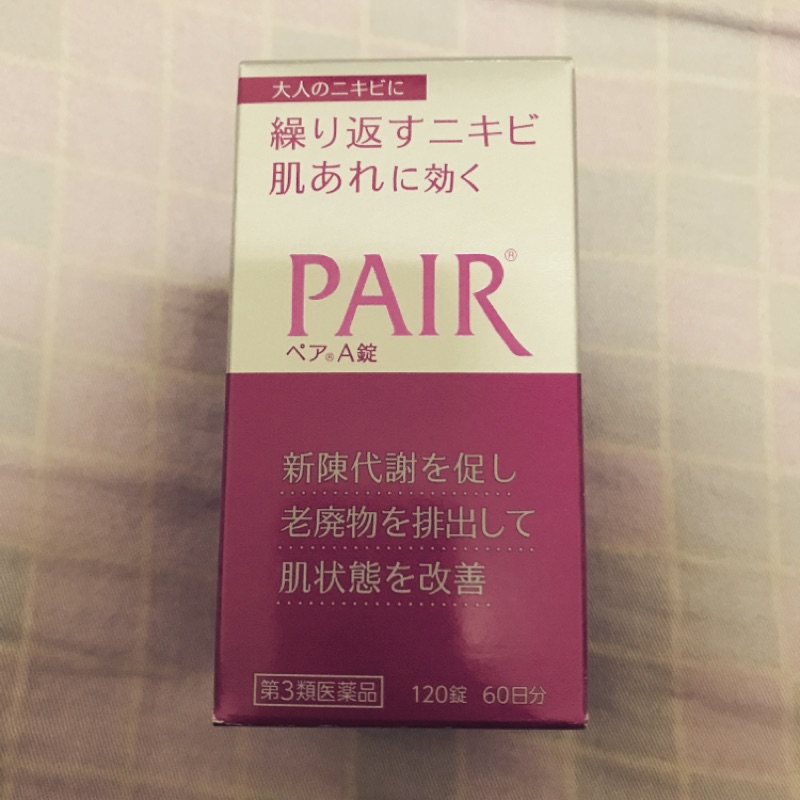 大人のニキビに
繰り返すニキビ
肌あれに効く
PAIR®
ペア®A錠
新陳代謝を促し
老廃物を排出して
肌状態を改善
第3類医薬品 120錠 60日分